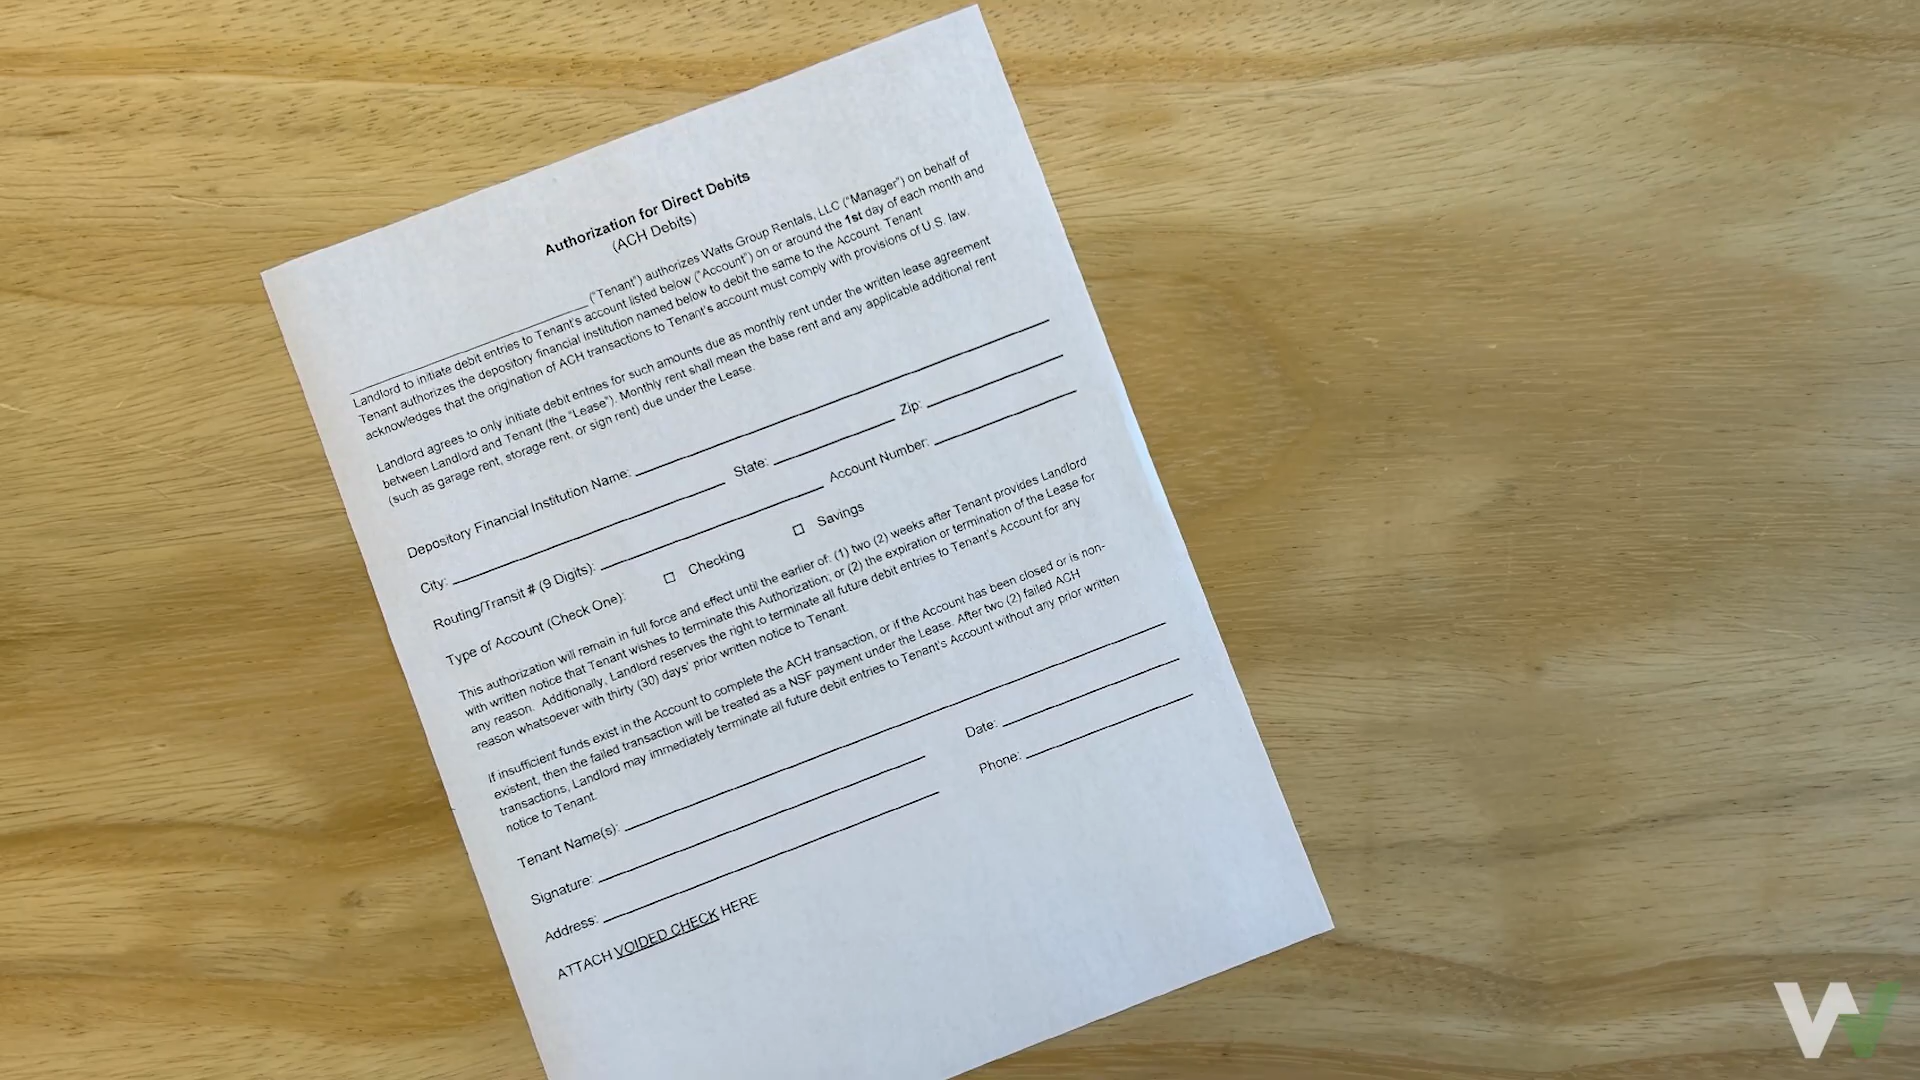 Authorization for Direct Debits
(ACH Debits)
("Tenant") authorizes Watts Group Rentals, LLC ("Manager") on behalf of
Landlord to initiate debit entries to Tenant's account listed below ("Account") on or around the 1st day of each month and
Tenant authorizes the depository financial institution named below to debit the same to the Account. Tenant
acknowledges that the origination of ACH transactions to Tenant's account must comply with provisions of U.S. law.
Landlord agrees to only initiate debit entries for such amounts due as monthly rent under the written lease agreement
between Landlord and Tenant (the "Lease"). Monthly rent shall mean the base rent and any applicable additional rent
(such as garage rent, storage rent, or sign rent) due under the Lease.
Depository Financial Institution Name:
City: State: Zip:
Routing/Transit # (9 Digits): Account Number:
Type of Account (Check One): Checking Savings
This authorization will remain in full force and effect until the earlier of: (1) two (2) weeks after Tenant provides Landlord
with written notice that Tenant wishes to terminate this Authorization; or (2) the expiration or termination of the Lease for
any reason. Additionally, Landlord reserves the right to terminate all future debit entries to Tenant's Account for any
reason whatsoever with thirty (30) days' prior written notice to Tenant.
If insufficient funds exist in the Account to complete the ACH transaction, or if the Account has been closed or is non-
existent, then the failed transaction will be treated as a NSF payment under the Lease. After two (2) failed ACH
transactions, Landlord may immediately terminate all future debit entries to Tenant's Account without any prior written
notice to Tenant.
Tenant Name(s):
Signature: Date:
Address: Phone:
ATTACH VOIDED CHECK HERE